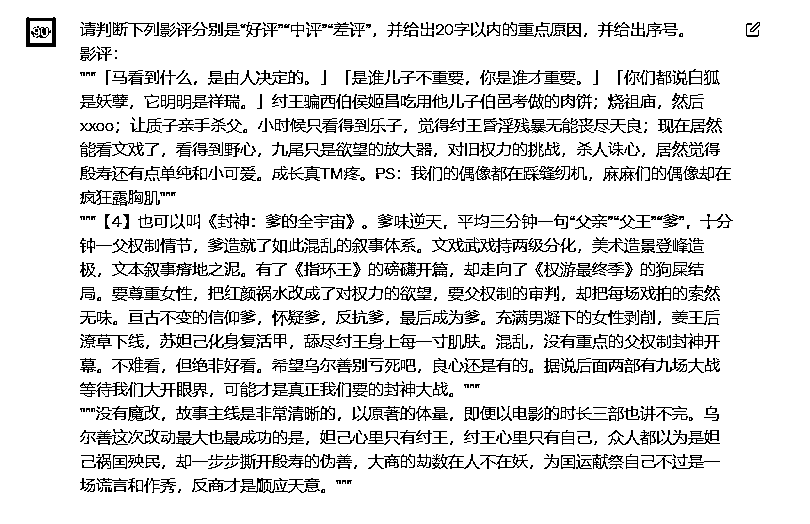 请判断下列影评分别是“好评”“中评”“差评”，并给出20字以内的重点原因，并给出序号。
影评：
"""「马看到什么，是由人决定的。」「是谁儿子不重要，你是谁才重要。」「你们都说白狐
是妖孽，它明明是祥瑞。」纣王骗西伯侯姬昌吃用他儿子伯邑考做的肉饼；烧祖庙，然后
xxoo；让质子亲手杀父。小时候只看得到乐子，觉得纣王昏淫残暴无能丧尽天良；现在居然
能看文戏了，看得到野心，九尾只是欲望的放大器，对旧权力的挑战，杀人诛心，居然觉得
殷寿还有点单纯和小可爱。成长真TM疼。PS：我们的偶像都在踩缝纫机，麻麻们的偶像却在
疯狂露胸肌"""
"""【4】也可以叫《封神：爹的全宇宙》。爹味逆天，平均三分钟一句“父亲”“父王”“爹”，十分
钟一父权制情节，爹造就了如此混乱的叙事体系。文戏武戏持两级分化，美术造景登峰造
极，文本叙事瘠地之泥。有了《指环王》的磅礴开篇，却走向了《权游最终季》的狗屎结
局。要尊重女性，把红颜祸水改成了对权力的欲望，要父权制的审判，却把每场戏拍的索然
无味。亘古不变的信仰爹，怀疑爹，反抗爹，最后成为爹。充满男凝下的女性剥削，姜王后
潦草下线，苏妲己化身复活甲，舔尽纣王身上每一寸肌肤。混乱，没有重点的父权制封神开
幕。不难看，但绝非好看。希望乌尔善别亏死吧，良心还是有的。据说后面两部有九场大战
等待我们大开眼界，可能才是真正我们要的封神大战。"""
"""没有魔改，故事主线是非常清晰的，以原著的体量，即便以电影的时长三部也讲不完。乌
尔善这次改动最大也最成功的是，妲己心里只有纣王，纣王心里只有自己，众人都以为是妲
己祸国殃民，却一步步撕开殷寿的伪善，大商的劫数在人不在妖，为国运献祭自己不过是一
场谎言和作秀，反商才是顺应天意。"""